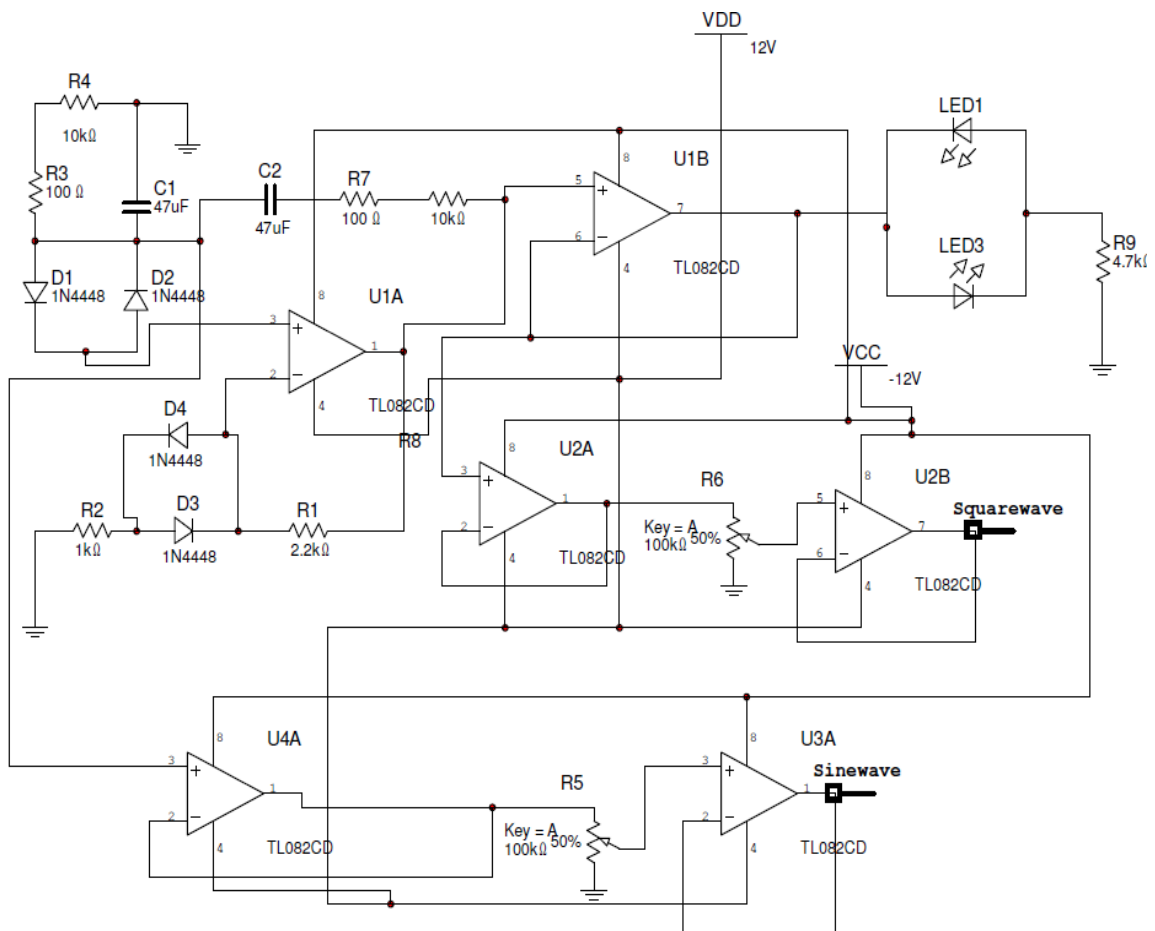 VDD
12V
R4
10kΩ
R3
100 Ω
C1
47uF
C2
47uF
R7
100 Ω
10kΩ
U1B
8
5
6
7
4
TL082CD
LED1
LED3
R9
4.7kΩ
D1
1N4448
D2
1N4448
U1A
8
3
2
1
4
TL082CD
R8
VCC
-12V
D4
1N4448
D3
1N4448
R2
1kΩ
R1
2.2kΩ
U2A
8
3
2
1
4
TL082CD
R6
Key = A
100kΩ
50%
U2B
8
5
6
7
4
TL082CD
Squarewave
U4A
8
3
2
1
4
TL082CD
R5
Key = A
100kΩ
50%
U3A
8
3
2
1
4
TL082CD
Sinewave